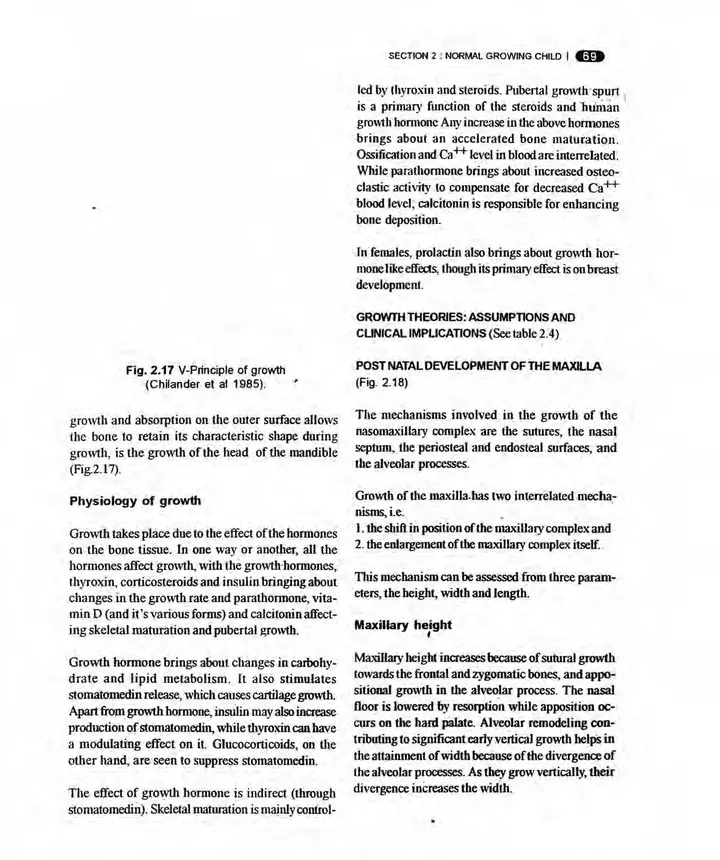 SECTION 2 : NORMAL GROWING CHILD | 69
Fig. 2.17 V-Principle of growth
(Chilander et al 1985).
growth and absorption on the outer surface allows
the bone to retain its characteristic shape during
growth, is the growth of the head of the mandible
(Fig.2.17).
Physiology of growth
Growth takes place due to the effect of the hormones
on the bone tissue. In one way or another, all the
hormones affect growth, with the growth hormones,
thyroxin, corticosteroids and insulin bringing about
changes in the growth rate and parathormone, vita-
min D (and it's various forms) and calcitonin affect-
ing skeletal maturation and pubertal growth.
Growth hormone brings about changes in carbohy-
drate and lipid metabolism. It also stimulates
stomatomedin release, which causes cartilage growth.
Apart from growth hormone, insulin may also increase
production of stomatomedin, while thyroxin can have
a modulating effect on it. Glucocorticoids, on the
other hand, are seen to suppress stomatomedin.
The effect of growth hormone is indirect (through
stomatomedin). Skeletal maturation is mainly control-
led by thyroxin and steroids. Pubertal growth spurt
is a primary function of the steroids and human
growth hormone Any increase in the above hormones
brings about an accelerated bone maturation.
Ossification and Ca++ level in blood are interrelated.
While parathormone brings about increased osteo-
clastic activity to compensate for decreased Ca++
blood level, calcitonin is responsible for enhancing
bone deposition.
In females, prolactin also brings about growth hor-
mone like effects, though its primary effect is on breast
development.
GROWTH THEORIES: ASSUMPTIONS AND
CLINICAL IMPLICATIONS (See table 2.4)
POST NATAL DEVELOPMENT OF THE MAXILLA
(Fig. 2.18)
The mechanisms involved in the growth of the
nasomaxillary complex are the sutures, the nasal
septum, the periosteal and endosteal surfaces, and
the alveolar processes.
Growth of the maxilla has two interrelated mecha-
nisms, i.e.
1. the shift in position of the maxillary complex and
2. the enlargement of the maxillary complex itself.
This mechanism can be assessed from three param-
eters, the height, width and length.
Maxillary height
Maxillary height increases because of sutural growth
towards the frontal and zygomatic bones, and appo-
sitional growth in the alveolar process. The nasal
floor is lowered by resorption while apposition oc-
curs on the hard palate. Alveolar remodeling con-
tributing to significant early vertical growth helps in
the attainment of width because of the divergence of
the alveolar processes. As they grow vertically, their
divergence increases the width.